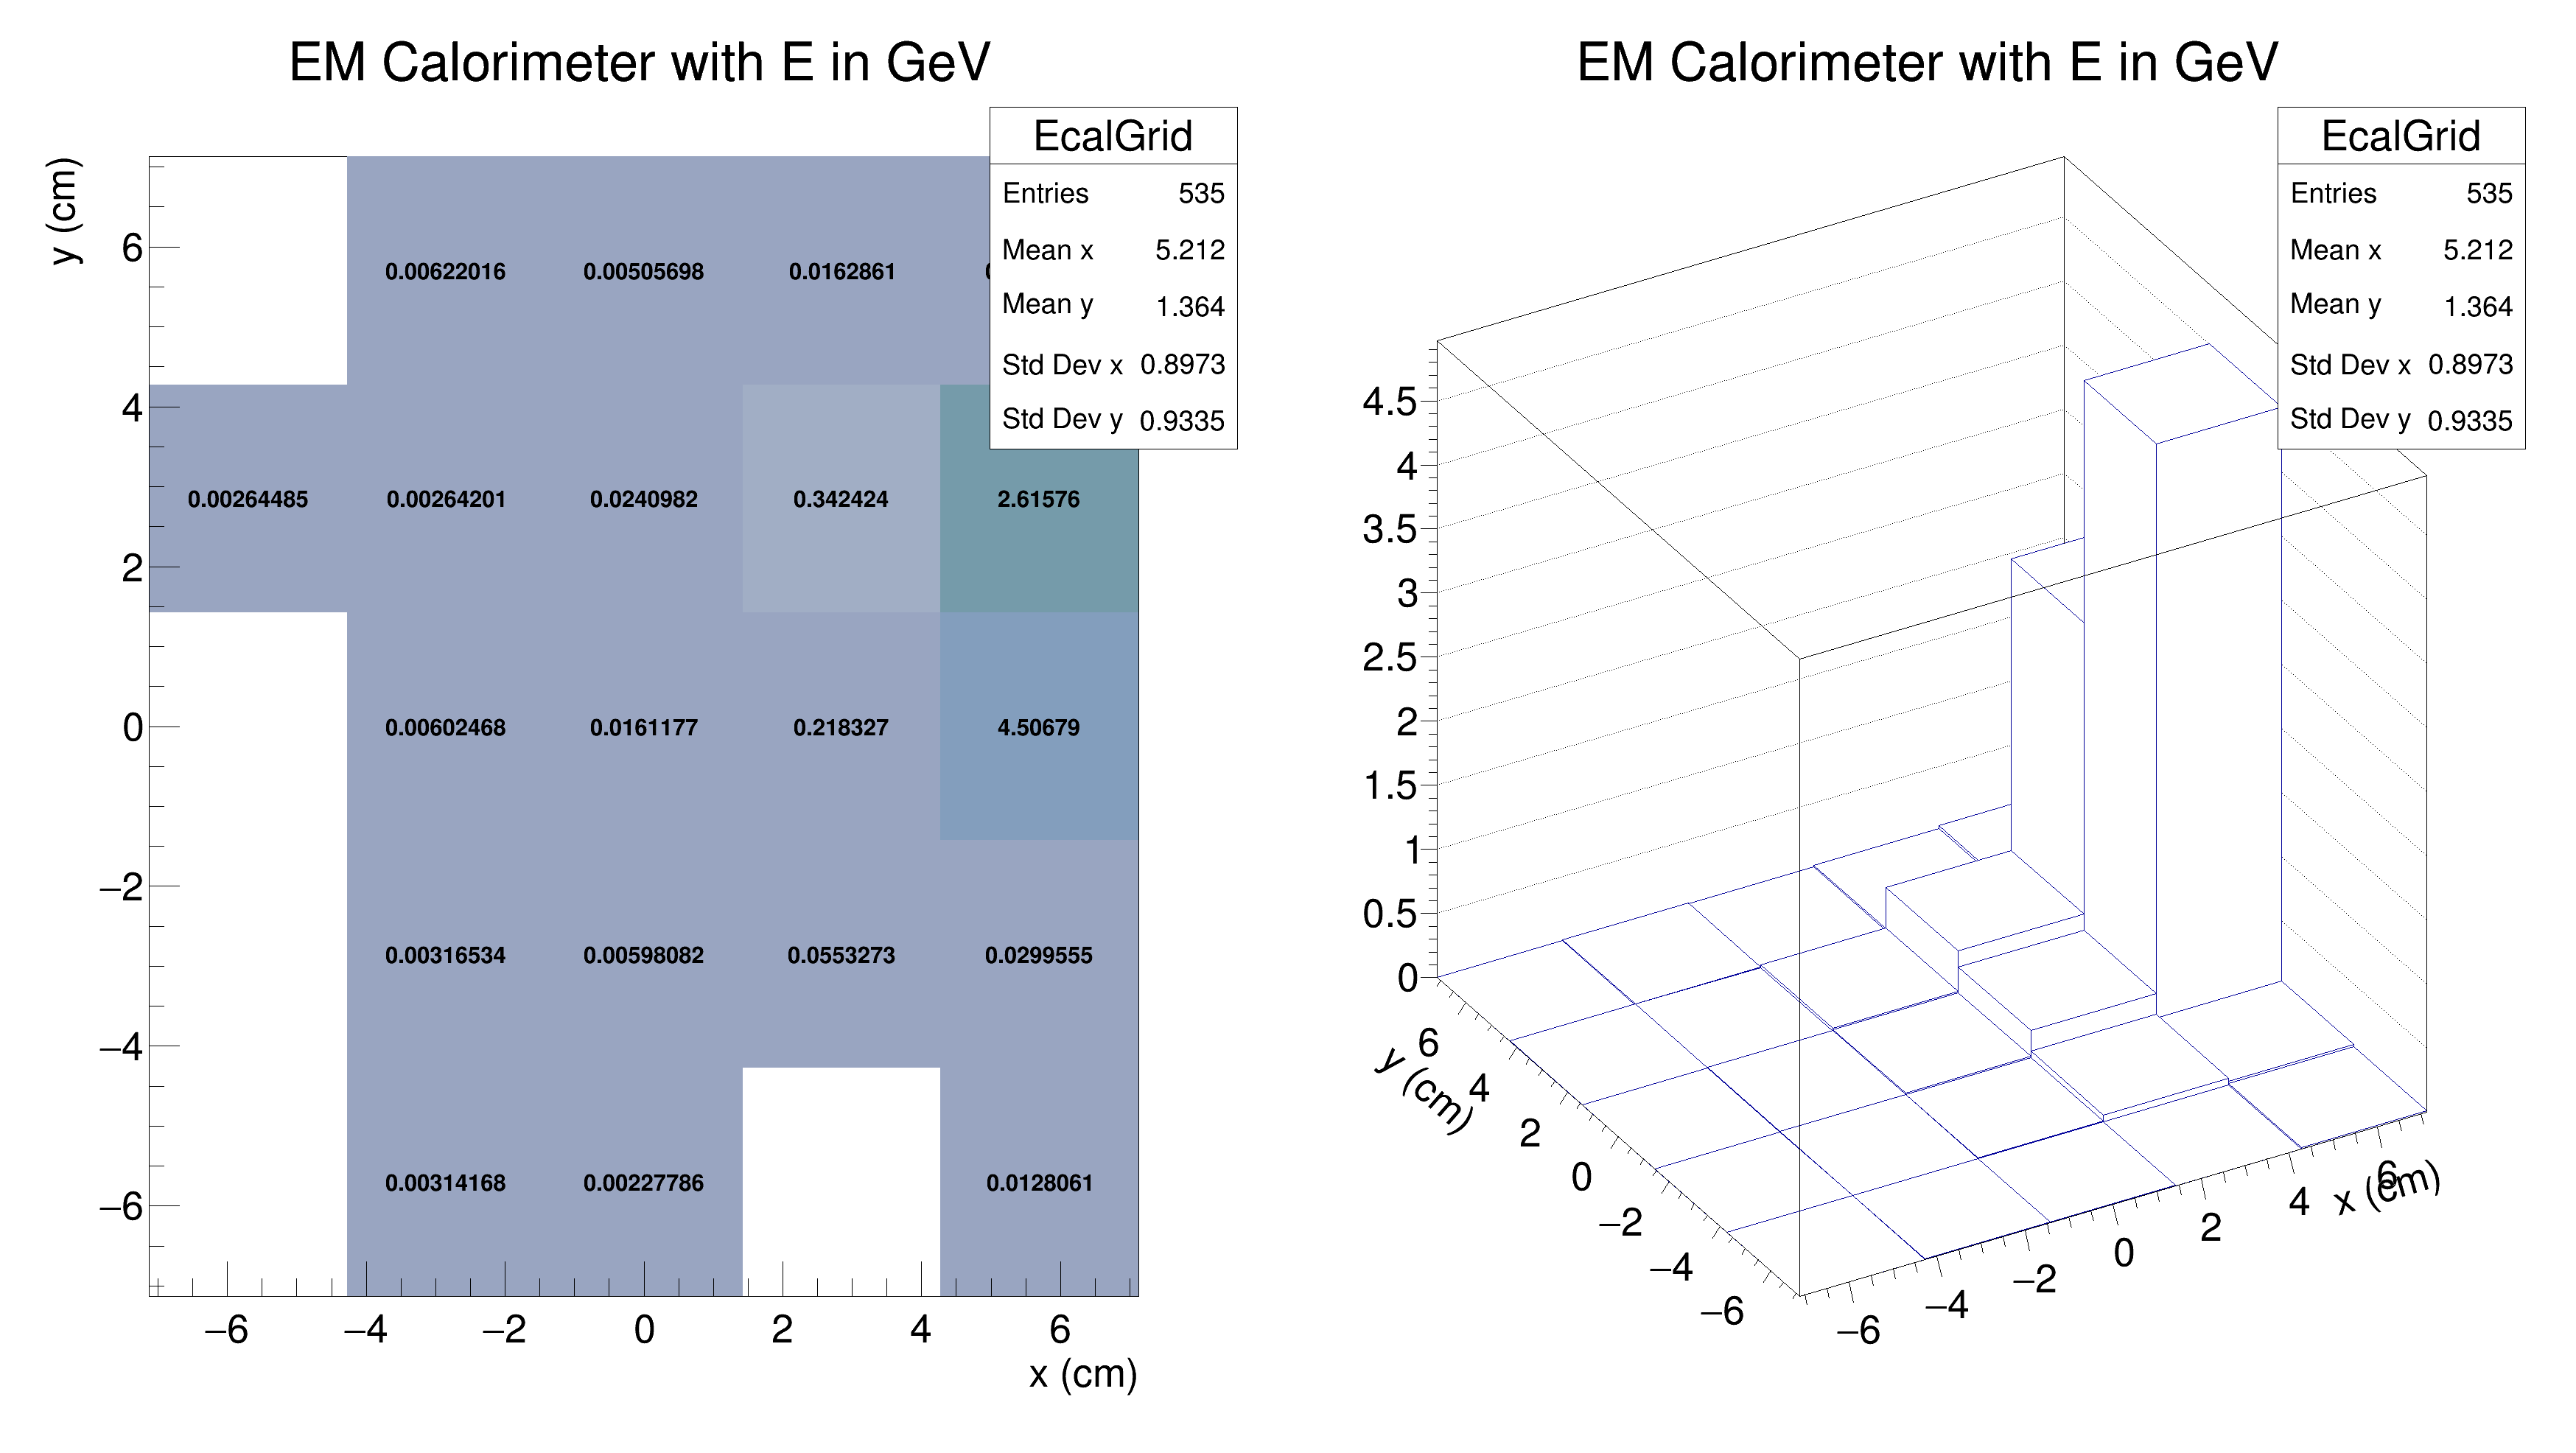 EM Calorimeter with E in GeV
EcalGrid
Entries 535
Mean x 5.212
Mean y 1.364
Std Dev x 0.8973
Std Dev y 0.9335
y (cm)
6
4
2
0
−2
−4
−6
0.00622016 0.00505698 0.0162861
0.00264485 0.00264201 0.0240982 0.342424 2.61576
0.00602468 0.0161177 0.218327 4.50679
0.00316534 0.00598082 0.0553273 0.0299555
0.00314168 0.00227786 0.0128061
−6 −4 −2 0 2 4 6
x (cm)
EM Calorimeter with E in GeV
EcalGrid
Entries 535
Mean x 5.212
Mean y 1.364
Std Dev x 0.8973
Std Dev y 0.9335
4.5
4
3.5
3
2.5
2
1.5
1
0.5
0
y (cm)
6
4
2
0
−2
−4
−6
−6 −4 −2 0 2 4 6
x (cm)